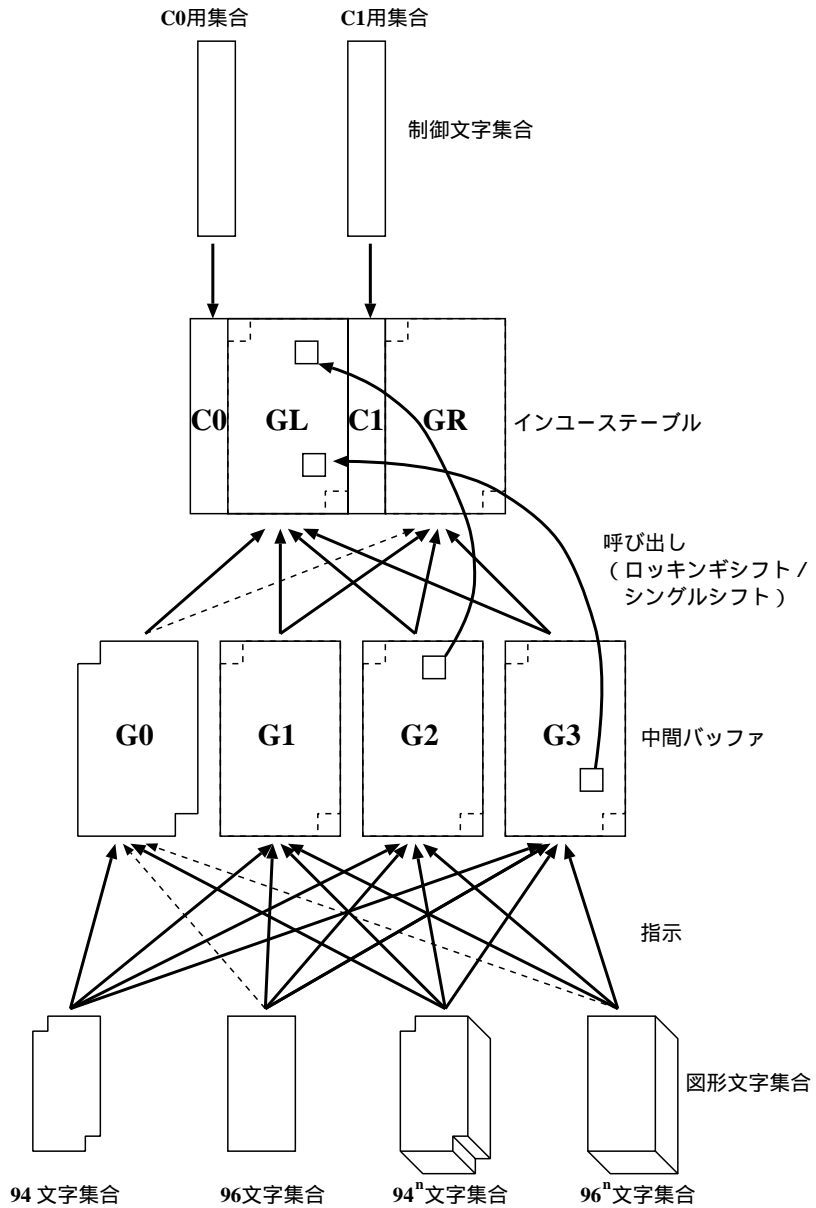 C0用集合
C1用集合
制御文字集合
C0
GL
C1
GR
インユーステーブル
呼び出し
(ロッキンギシフト/
シングルシフト)
G0
G1
G2
G3
中間バッファ
指示
図形文字集合
94 文字集合
96文字集合
94ⁿ文字集合
96ⁿ文字集合